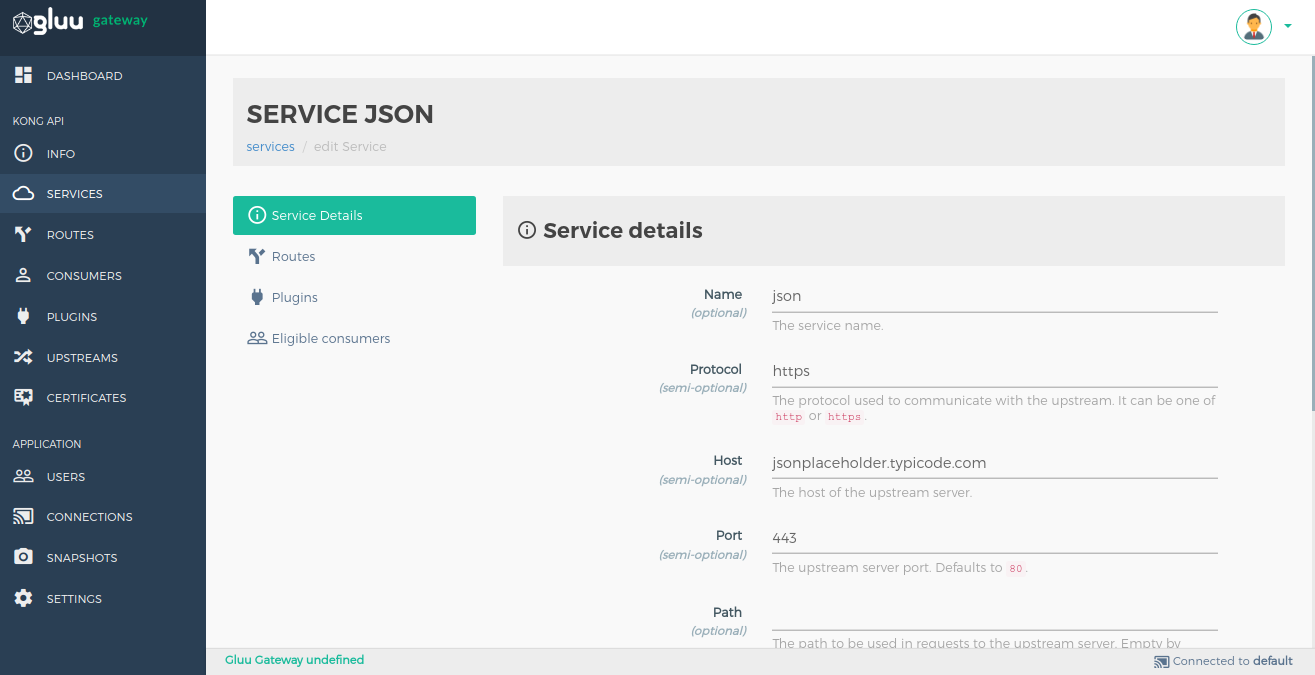 gluu gateway
DASHBOARD
KONG API
INFO
SERVICES
ROUTES
CONSUMERS
PLUGINS
UPSTREAMS
CERTIFICATES
APPLICATION
USERS
CONNECTIONS
SNAPSHOTS
SETTINGS
SERVICE JSON
services / edit Service
Service Details
Routes
Plugins
Eligible consumers
Service details
Name
(optional)
json
The service name.
Protocol
(semi-optional)
https
The protocol used to communicate with the upstream. It can be one of
http or https.
Host
(semi-optional)
jsonplaceholder.typicode.com
The host of the upstream server.
Port
(semi-optional)
443
The upstream server port. Defaults to 80.
Path
(optional)
The path to be used in requests to the upstream server. Empty by
Gluu Gateway undefined
Connected to default